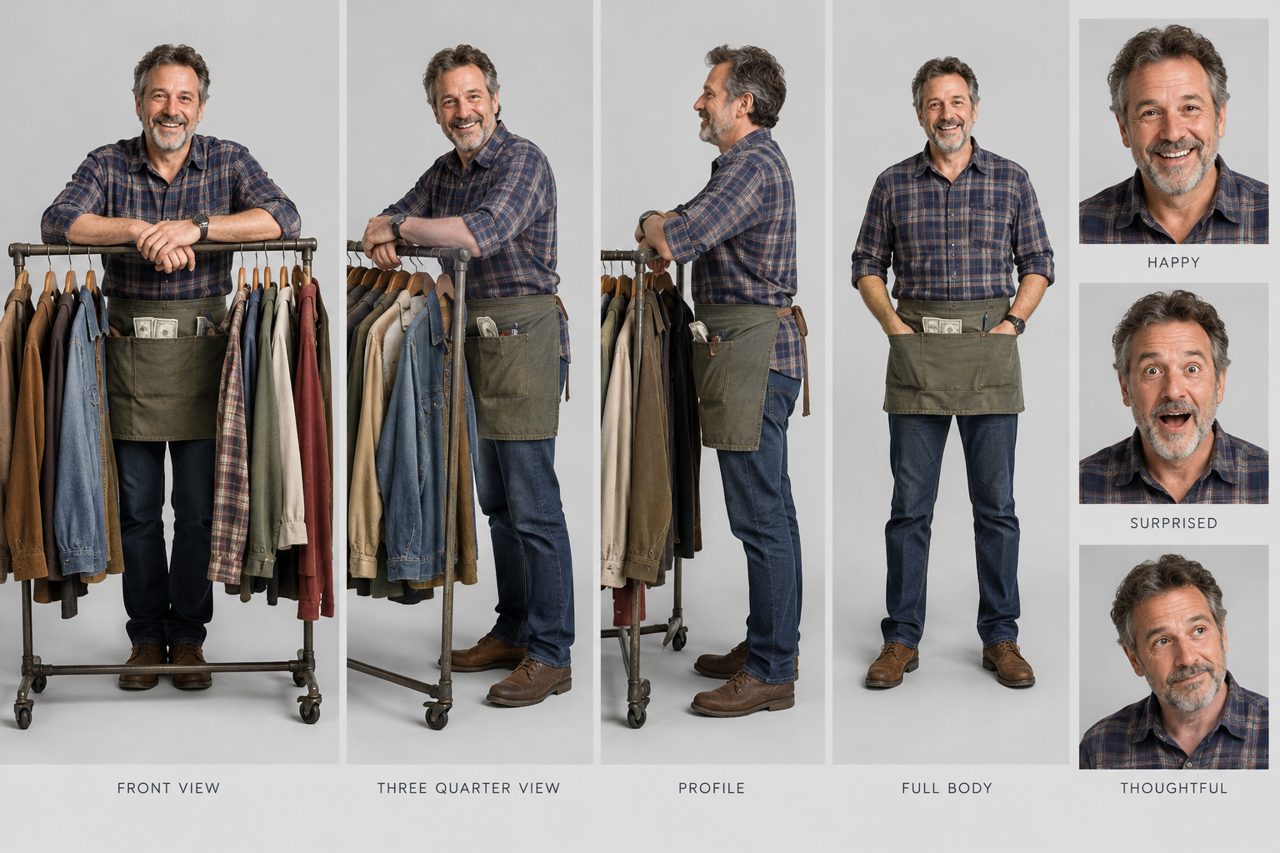 FRONT VIEW
THREE QUARTER VIEW
PROFILE
FULL BODY
HAPPY
SURPRISED
THOUGHTFUL